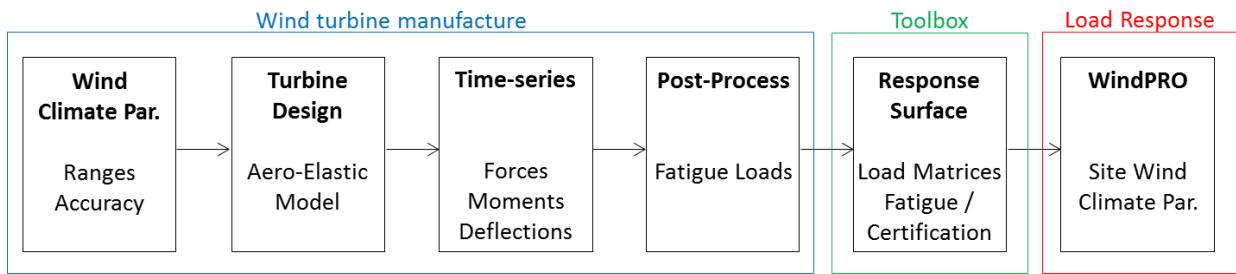 Wind turbine manufacture
Toolbox
Load Response
Wind
Climate Par.
Ranges
Accuracy
Turbine
Design
Aero-Elastic
Model
Time-series
Forces
Moments
Deflections
Post-Process
Fatigue Loads
Response
Surface
Load Matrices
Fatigue /
Certification
WindPRO
Site Wind
Climate Par.